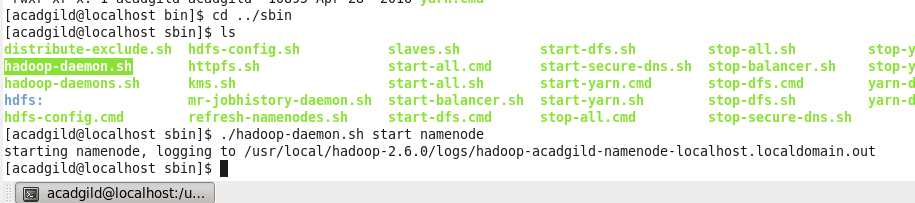 [acadgild@localhost bin]$ cd ../sbin
[acadgild@localhost sbin]$ ls
distribute-exclude.sh hdfs-config.sh slaves.sh start-dfs.sh stop-all.sh stop-y
hadoop-daemon.sh httpfs.sh start-all.cmd start-secure-dns.sh stop-balancer.sh stop-y
hadoop-daemons.sh kms.sh start-all.sh start-yarn.cmd stop-dfs.cmd yarn-d
hdfs: mr-jobhistory-daemon.sh start-balancer.sh start-yarn.sh stop-dfs.sh yarn-d
hdfs-config.cmd refresh-namenodes.sh start-dfs.cmd stop-all.cmd stop-secure-dns.sh
[acadgild@localhost sbin]$ ./hadoop-daemon.sh start namenode
starting namenode, logging to /usr/local/hadoop-2.6.0/logs/hadoop-acadgild-namenode-localhost.localdomain.out
[acadgild@localhost sbin]$
acadgild@localhost:/u...